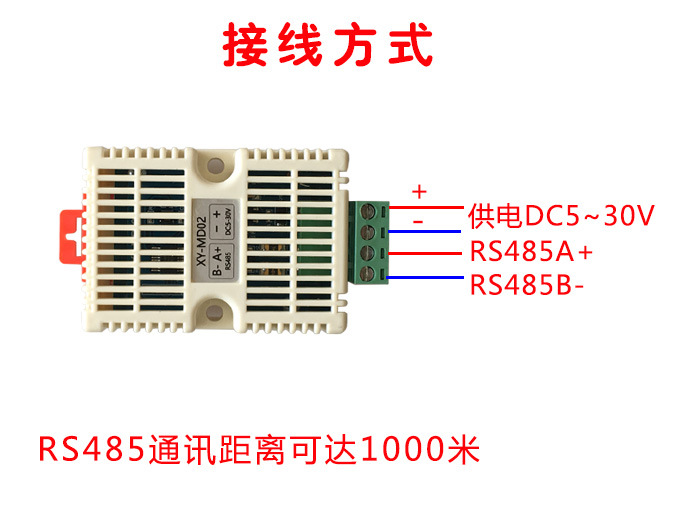 接线方式
+
-
供电DC5~30V
RS485A+
RS485B-
XY-MD02
B- A+ - +
RS485 DC5-30V
RS485通讯距离可达1000米